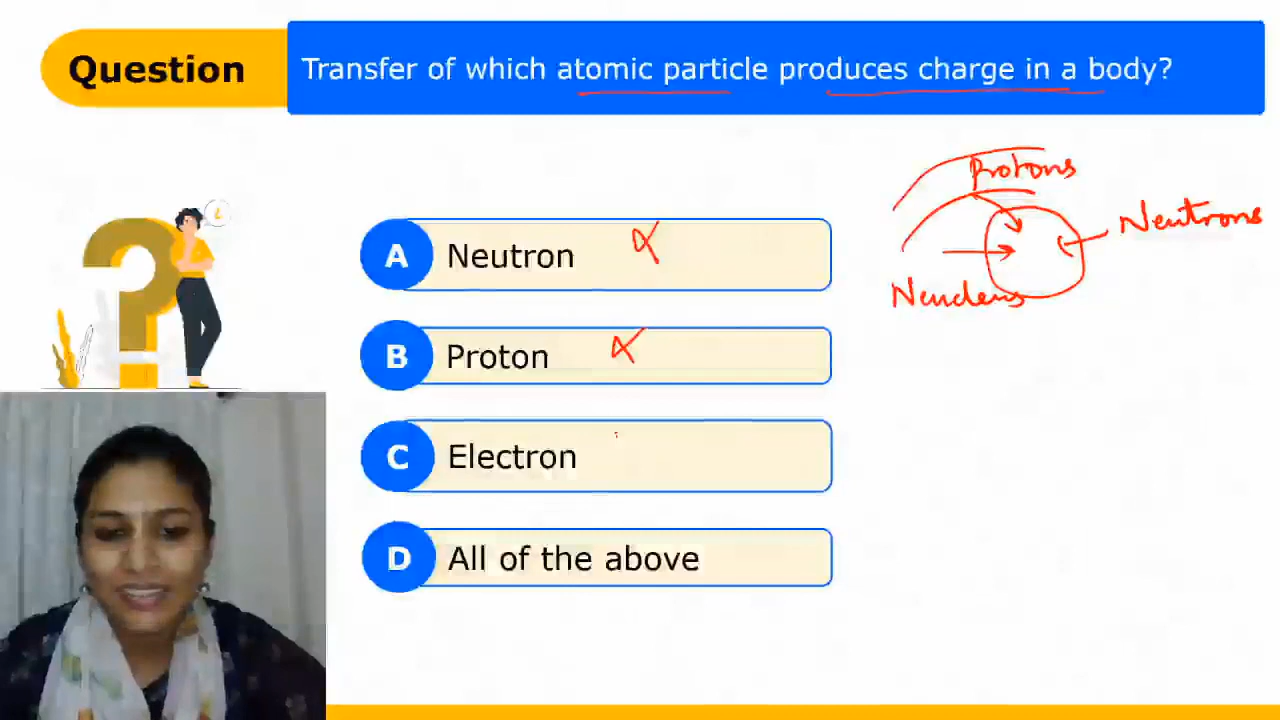 Question
Transfer of which atomic particle produces charge in a body?
Protons
Neutrons
A Neutron
Neucleus
B Proton
C Electron
D All of the above